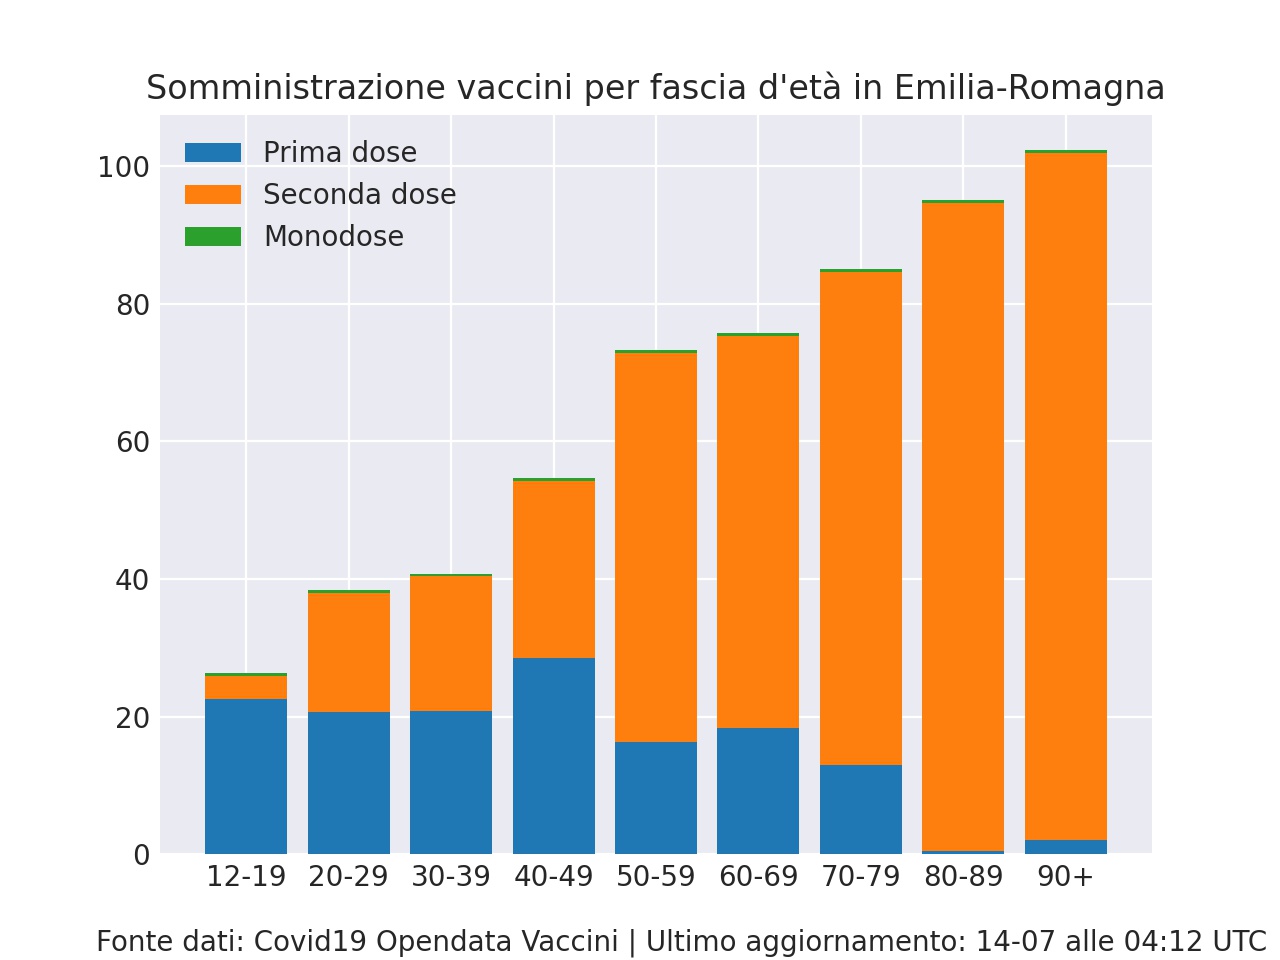 Somministrazione vaccini per fascia d'età in Emilia-Romagna
Prima dose
Seconda dose
Monodose
100
80
60
40
20
0
12-19 20-29 30-39 40-49 50-59 60-69 70-79 80-89 90+
Fonte dati: Covid19 Opendata Vaccini | Ultimo aggiornamento: 14-07 alle 04:12 UTC